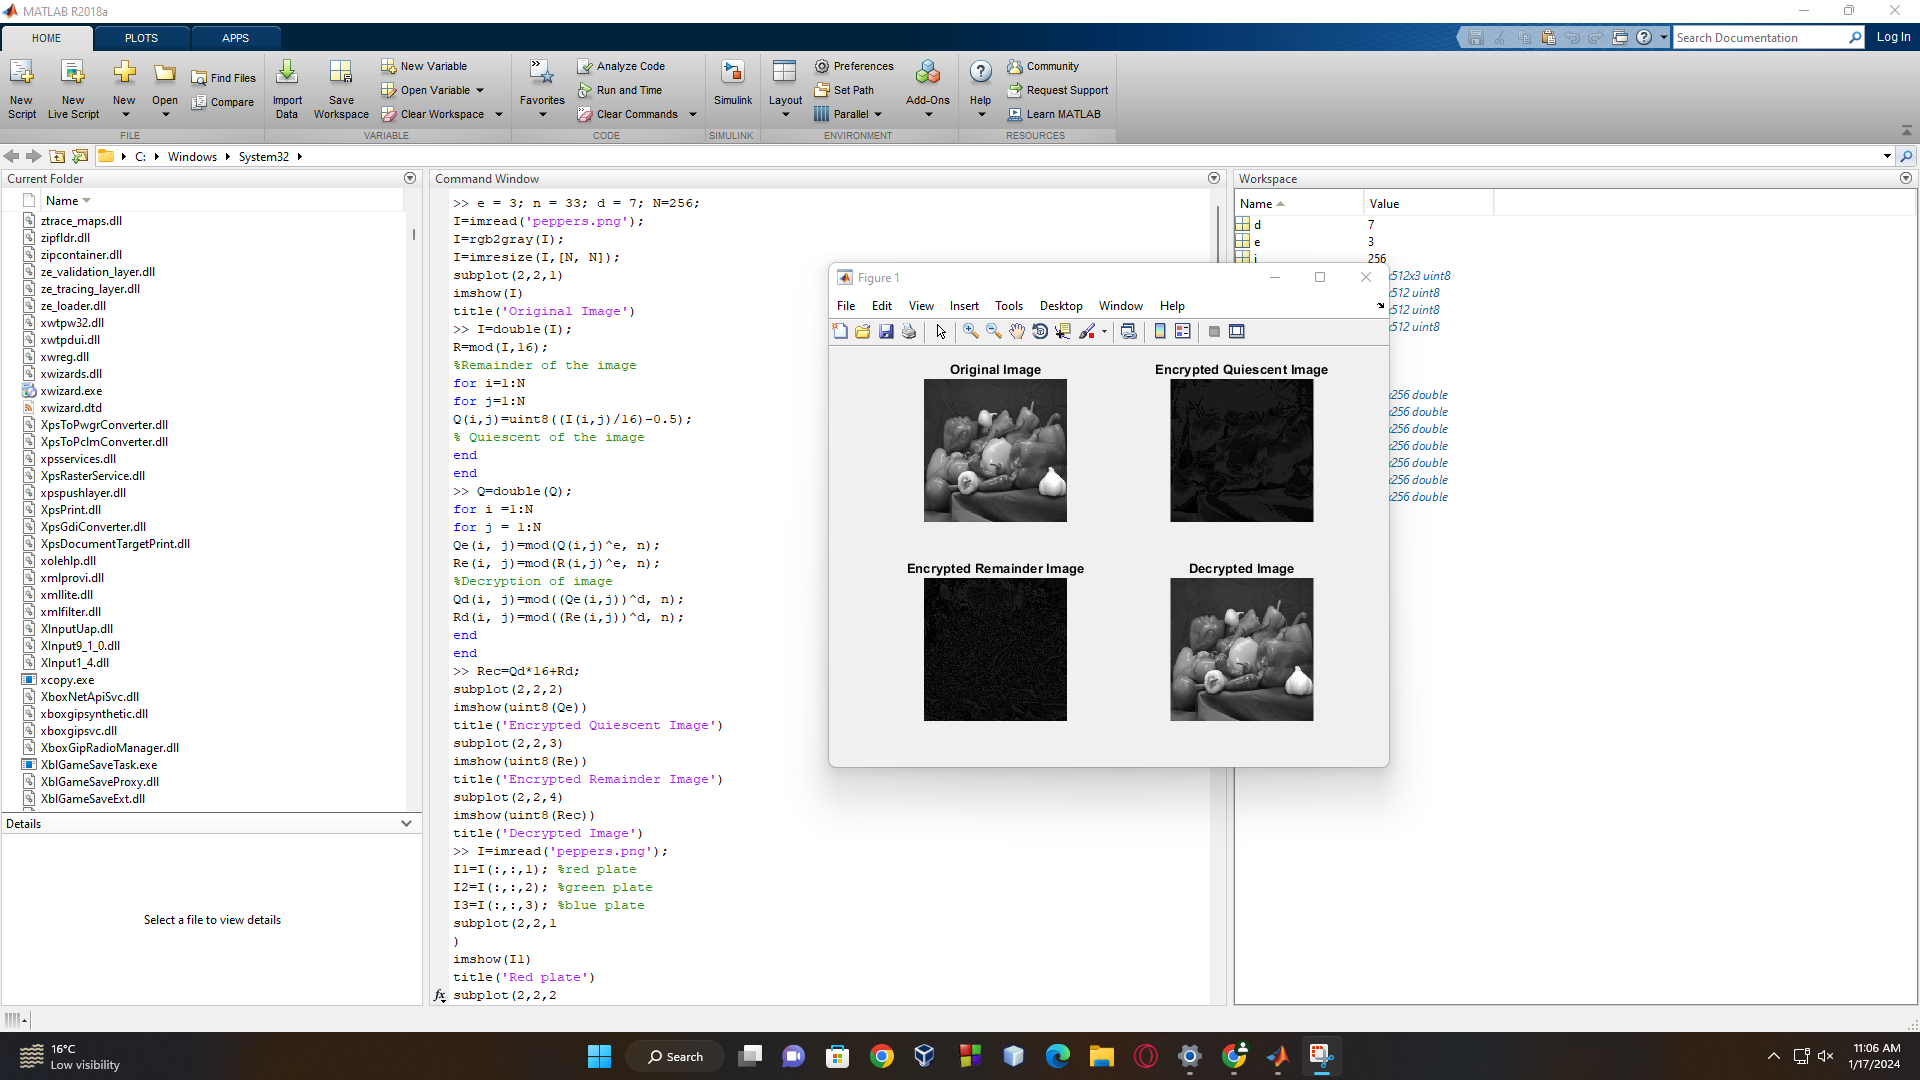 MATLAB R2018a
HOME
PLOTS
APPS
Search Documentation
Log In
New Script
New Live Script
New
Open
Find Files
Compare
Import Data
Save Workspace
New Variable
Open Variable
Clear Workspace
Favorites
Analyze Code
Run and Time
Clear Commands
Simulink
Layout
Preferences
Set Path
Parallel
Add-Ons
Help
Community
Request Support
Learn MATLAB
FILE
VARIABLE
CODE
SIMULINK
ENVIRONMENT
RESOURCES
C: Windows System32
Current Folder
Name
ztrace_maps.dll
zipfldr.dll
zipcontainer.dll
ze_validation_layer.dll
ze_tracing_layer.dll
ze_loader.dll
xwtpw32.dll
xwtpdui.dll
xwreg.dll
xwizards.dll
xwizard.exe
xwizard.dtd
XpsToPwgrConverter.dll
XpsToPclmConverter.dll
xpsservices.dll
XpsRasterService.dll
xpspushlayer.dll
XpsPrint.dll
XpsGdiConverter.dll
XpsDocumentTargetPrint.dll
xolehlp.dll
xmlprovi.dll
xmllite.dll
xmlfilter.dll
XInputUap.dll
XInput9_1_0.dll
XInput1_4.dll
xcopy.exe
XboxNetApiSvc.dll
xboxgipsynthetic.dll
xboxgipsvc.dll
XboxGipRadioManager.dll
XblGameSaveTask.exe
XblGameSaveProxy.dll
XblGameSaveExt.dll
Details
Select a file to view details
Command Window
>> e = 3; n = 33; d = 7; N=256;
I=imread('peppers.png');
I=rgb2gray(I);
I=imresize(I,[N, N]);
subplot(2,2,1)
imshow(I)
title('Original Image')
>> I=double(I);
R=mod(I,16);
%Remainder of the image
for i=1:N
for j=1:N
Q(i,j)=uint8((I(i,j)/16)-0.5);
% Quiescent of the image
end
end
>> Q=double(Q);
for i =1:N
for j = 1:N
Qe(i, j)=mod(Q(i,j)^e, n);
Re(i, j)=mod(R(i,j)^e, n);
%Decryption of image
Qd(i, j)=mod((Qe(i,j))^d, n);
Rd(i, j)=mod((Re(i,j))^d, n);
end
end
>> Rec=Qd*16+Rd;
subplot(2,2,2)
imshow(uint8(Qe))
title('Encrypted Quiescent Image')
subplot(2,2,3)
imshow(uint8(Re))
title('Encrypted Remainder Image')
subplot(2,2,4)
imshow(uint8(Rec))
title('Decrypted Image')
>> I=imread('peppers.png');
I1=I(:,:,1); %red plate
I2=I(:,:,2); %green plate
I3=I(:,:,3); %blue plate
subplot(2,2,1
)
imshow(I1)
title('Red plate')
fx subplot(2,2,2
Figure 1
File Edit View Insert Tools Desktop Window Help
Original Image
Encrypted Quiescent Image
Encrypted Remainder Image
Decrypted Image
Workspace
Name Value
d 7
e 3
i 256
x512x3 uint8
x512 uint8
x512 uint8
x512 uint8
x256 double
x256 double
x256 double
x256 double
x256 double
x256 double
x256 double
16°C
Low visibility
Search
11:06 AM
1/17/2024